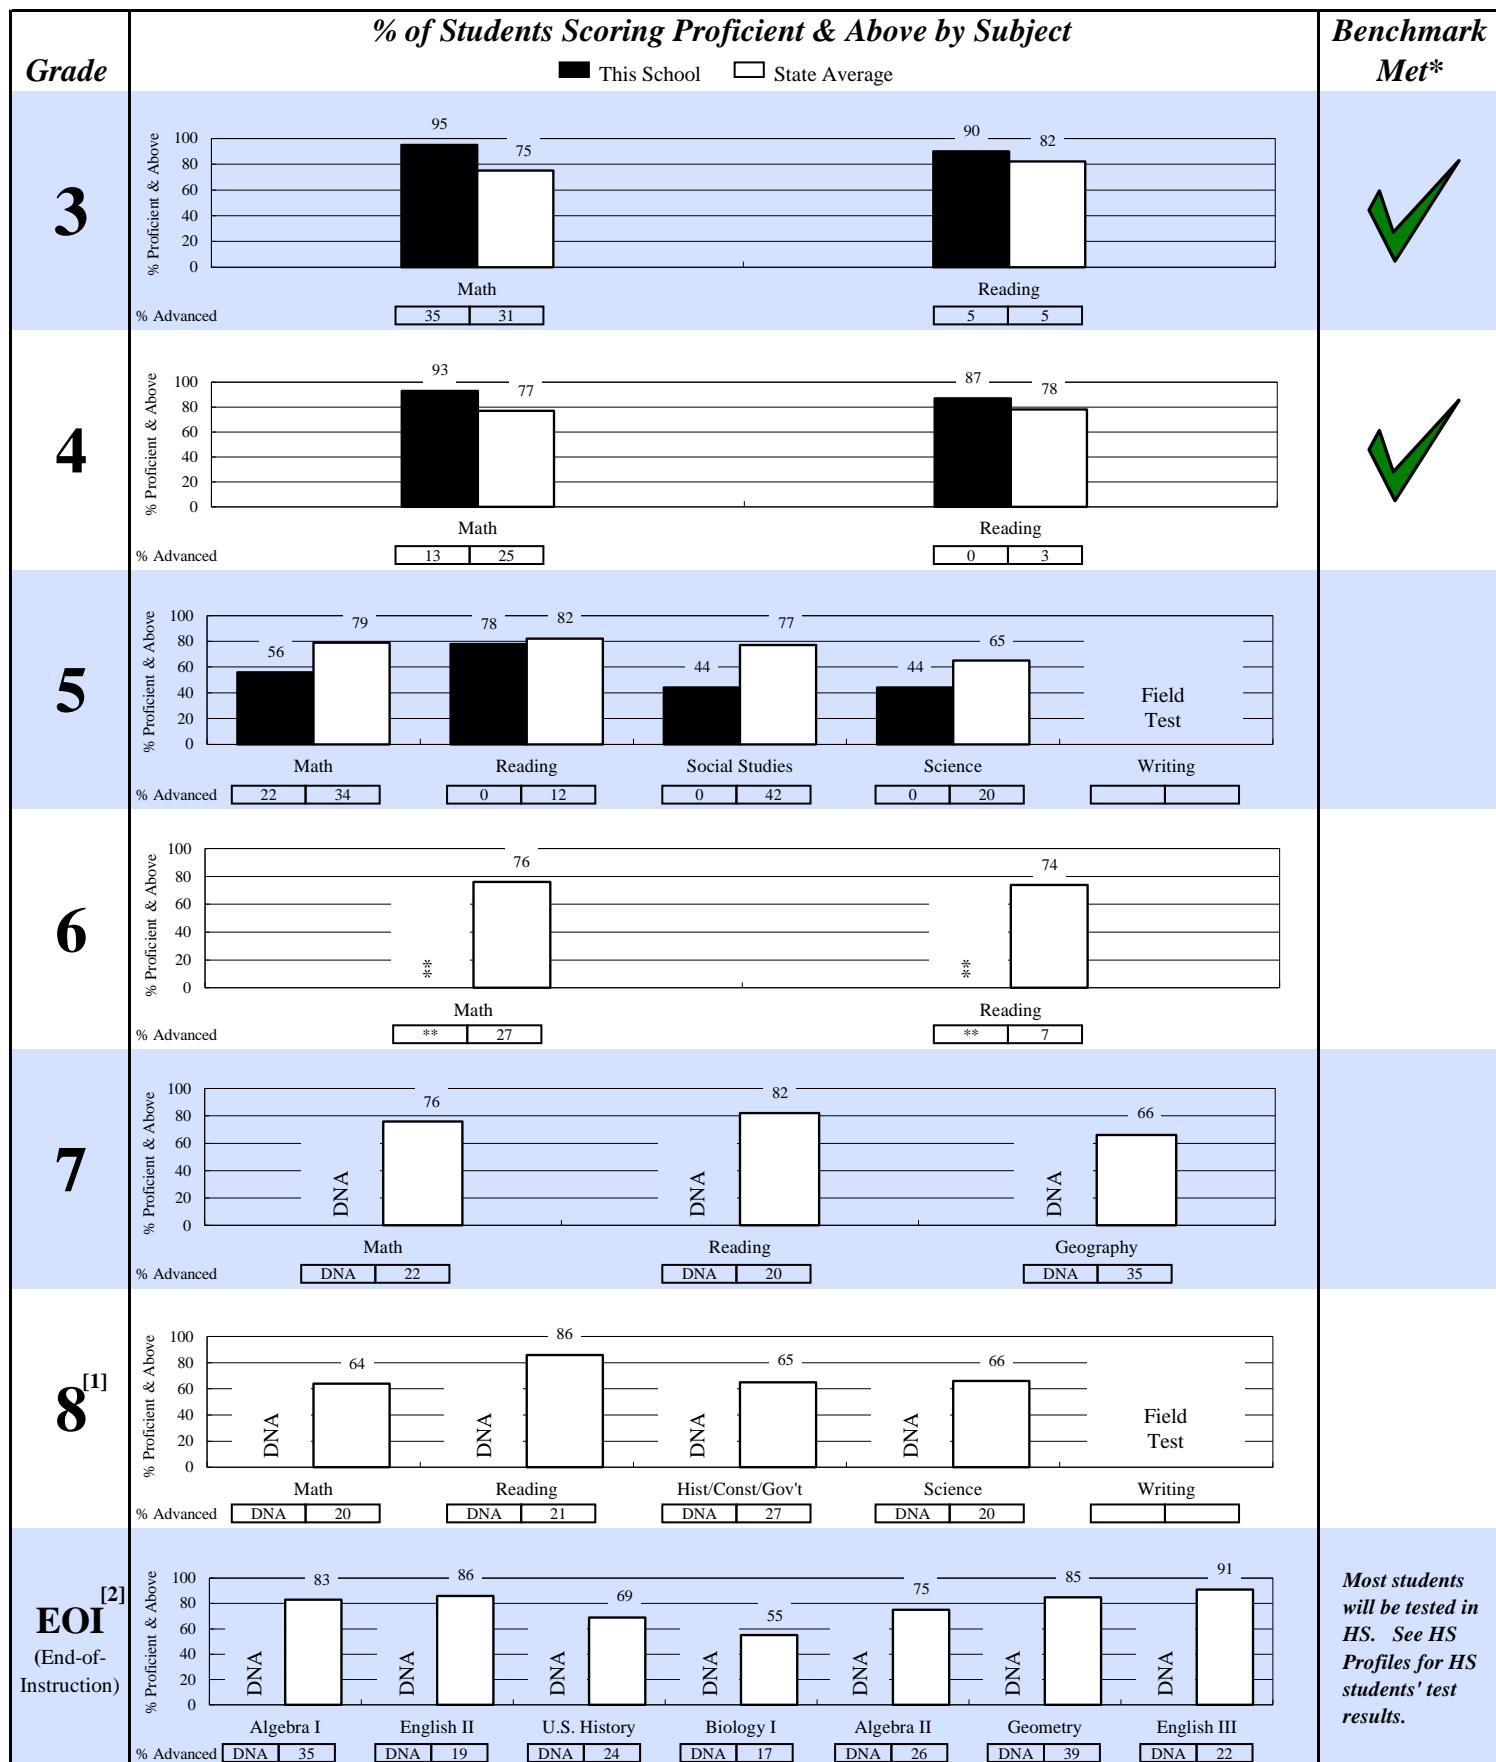 % of Students Scoring Proficient & Above by Subject
Benchmark
Met*
Grade
This School
State Average
3
% Proficient & Above
100
80
60
40
20
0
95
75
90
82
Math
Reading
% Advanced
35 31
5 5
4
% Proficient & Above
100
80
60
40
20
0
93
77
87
78
Math
Reading
% Advanced
13 25
0 3
5
% Proficient & Above
100
80
60
40
20
0
56
79
78
82
44
77
44
65
Field
Test
Math
Reading
Social Studies
Science
Writing
% Advanced
22 34
0 12
0 42
0 20
6
% Proficient & Above
100
80
60
40
20
0
**
76
**
74
Math
Reading
% Advanced
** 27
** 7
7
% Proficient & Above
100
80
60
40
20
0
DNA
76
DNA
82
DNA
66
Math
Reading
Geography
% Advanced
DNA 22
DNA 20
DNA 35
8[1]
% Proficient & Above
100
80
60
40
20
0
DNA
64
DNA
86
DNA
65
DNA
66
Field
Test
Math
Reading
Hist/Const/Gov't
Science
Writing
% Advanced
DNA 20
DNA 21
DNA 27
DNA 20
EOI[2]
(End-of-
Instruction)
% Proficient & Above
100
80
60
40
20
0
DNA
83
DNA
86
DNA
69
DNA
55
DNA
75
DNA
85
DNA
91
Algebra I
English II
U.S. History
Biology I
Algebra II
Geometry
English III
% Advanced
DNA 35
DNA 19
DNA 24
DNA 17
DNA 26
DNA 39
DNA 22
Most students
will be tested in
HS. See HS
Profiles for HS
students' test
results.